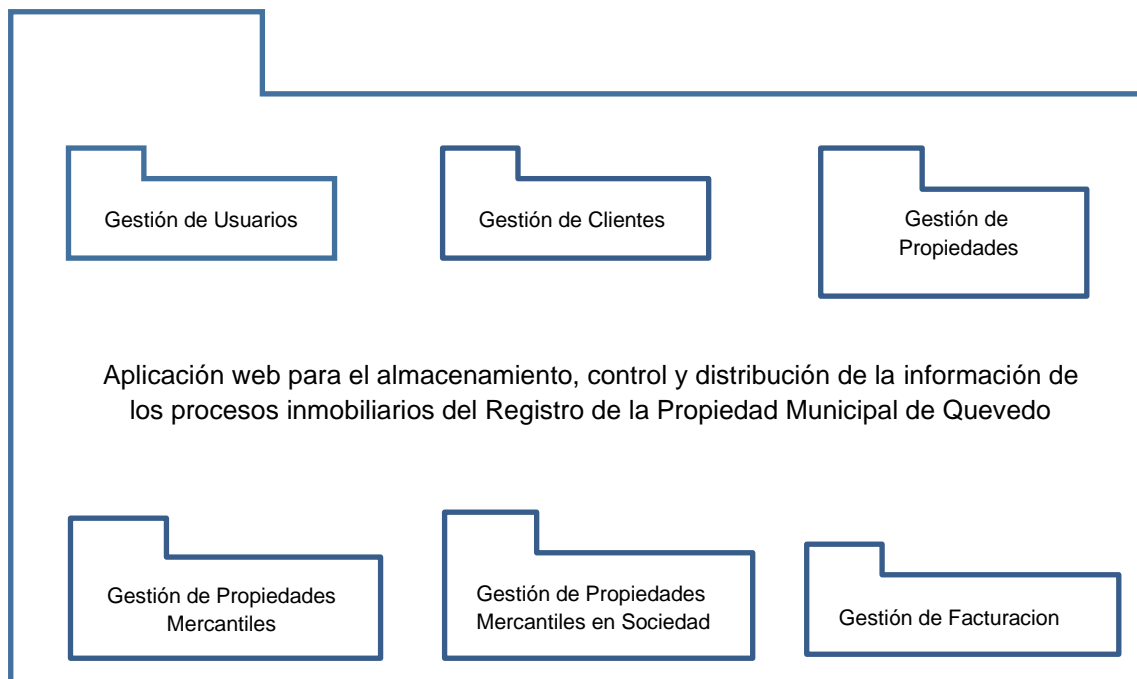 Gestión de Usuarios
Gestión de Clientes
Gestión de
Propiedades
Aplicación web para el almacenamiento, control y distribución de la información de
los procesos inmobiliarios del Registro de la Propiedad Municipal de Quevedo
Gestión de Propiedades
Mercantiles
Gestión de Propiedades
Mercantiles en Sociedad
Gestión de Facturacion